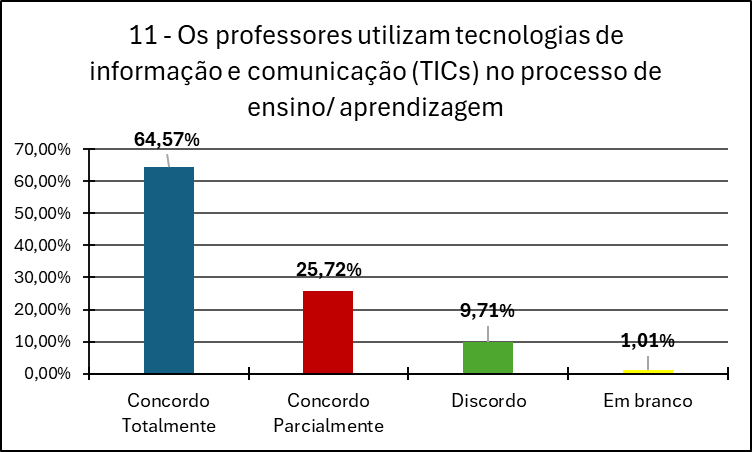 11 - Os professores utilizam tecnologias de
informação e comunicação (TICs) no processo de
ensino/ aprendizagem
70,00%
60,00%
50,00%
40,00%
30,00%
20,00%
10,00%
0,00%
64,57%
25,72%
9,71%
1,01%
Concordo
Totalmente
Concordo
Parcialmente
Discordo
Em branco